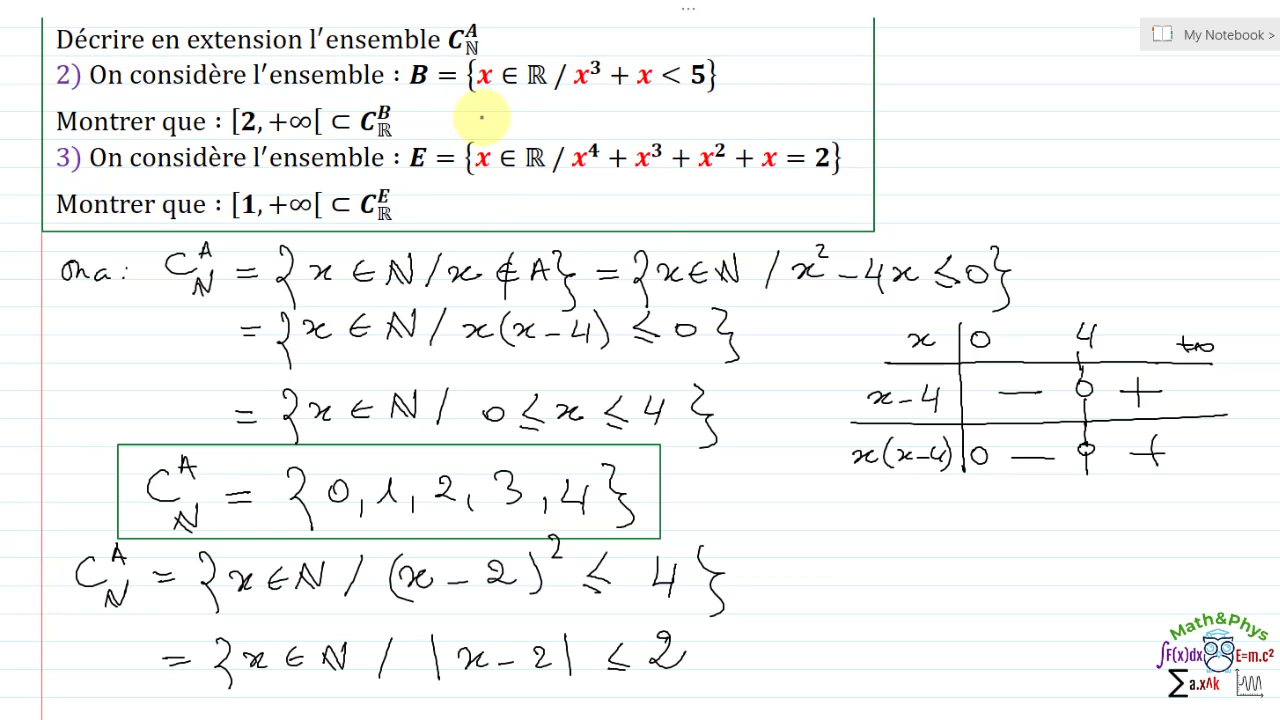 Décrire en extension l'ensemble C_ℕ^A
My Notebook
2) On considère l'ensemble : B = {x ∈ ℝ / x³ + x < 5}
Montrer que : [2, +∞[ ⊂ C_ℝ^B
3) On considère l'ensemble : E = {x ∈ ℝ / x⁴ + x³ + x² + x = 2}
Montrer que : [1, +∞[ ⊂ C_ℝ^E
On a : C_ℕ^A = {x ∈ ℕ / x ∉ A} = {x ∈ ℕ / x² - 4x ≤ 0}
= {x ∈ ℕ / x(x - 4) ≤ 0}
= {x ∈ ℕ / 0 ≤ x ≤ 4}
C_ℕ^A = {0, 1, 2, 3, 4}
C_ℕ^A = {x ∈ ℕ / (x - 2)² ≤ 4}
= {x ∈ ℕ / |x - 2| ≤ 2
x 0 4 +∞
x - 4 — 0 +
x(x-4) 0 — 0 +
Math&Phys
∫F(x)dx E=m.c²
∑ a.x∧k